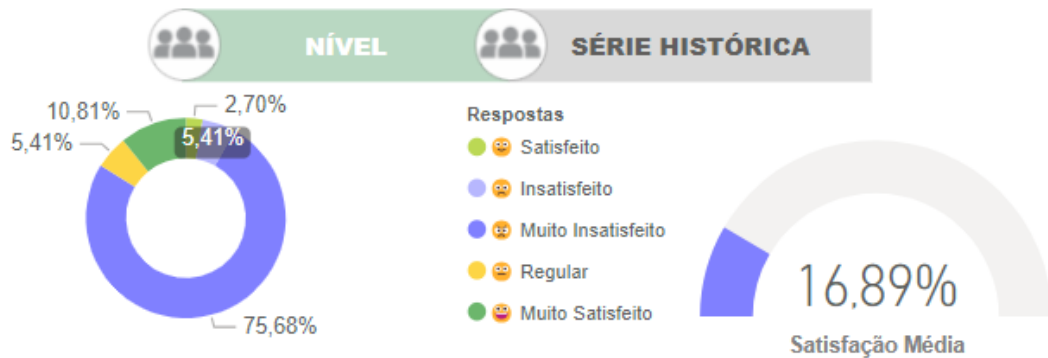 NÍVEL
SÉRIE HISTÓRICA
2,70%
10,81%
5,41%
5,41%
75,68%
Respostas
Satisfeito
Insatisfeito
Muito Insatisfeito
Regular
Muito Satisfeito
16,89%
Satisfação Média